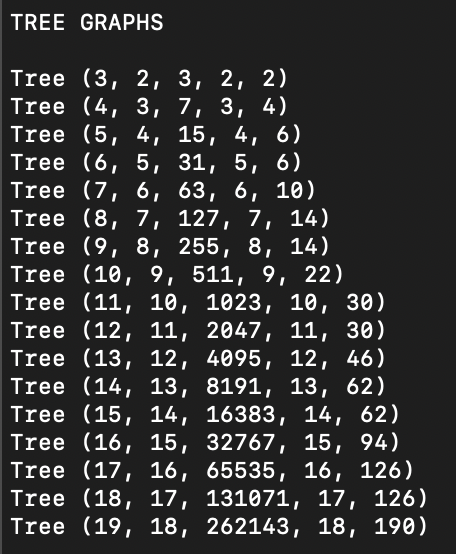 TREE GRAPHS
Tree (3, 2, 3, 2, 2)
Tree (4, 3, 7, 3, 4)
Tree (5, 4, 15, 4, 6)
Tree (6, 5, 31, 5, 6)
Tree (7, 6, 63, 6, 10)
Tree (8, 7, 127, 7, 14)
Tree (9, 8, 255, 8, 14)
Tree (10, 9, 511, 9, 22)
Tree (11, 10, 1023, 10, 30)
Tree (12, 11, 2047, 11, 30)
Tree (13, 12, 4095, 12, 46)
Tree (14, 13, 8191, 13, 62)
Tree (15, 14, 16383, 14, 62)
Tree (16, 15, 32767, 15, 94)
Tree (17, 16, 65535, 16, 126)
Tree (18, 17, 131071, 17, 126)
Tree (19, 18, 262143, 18, 190)